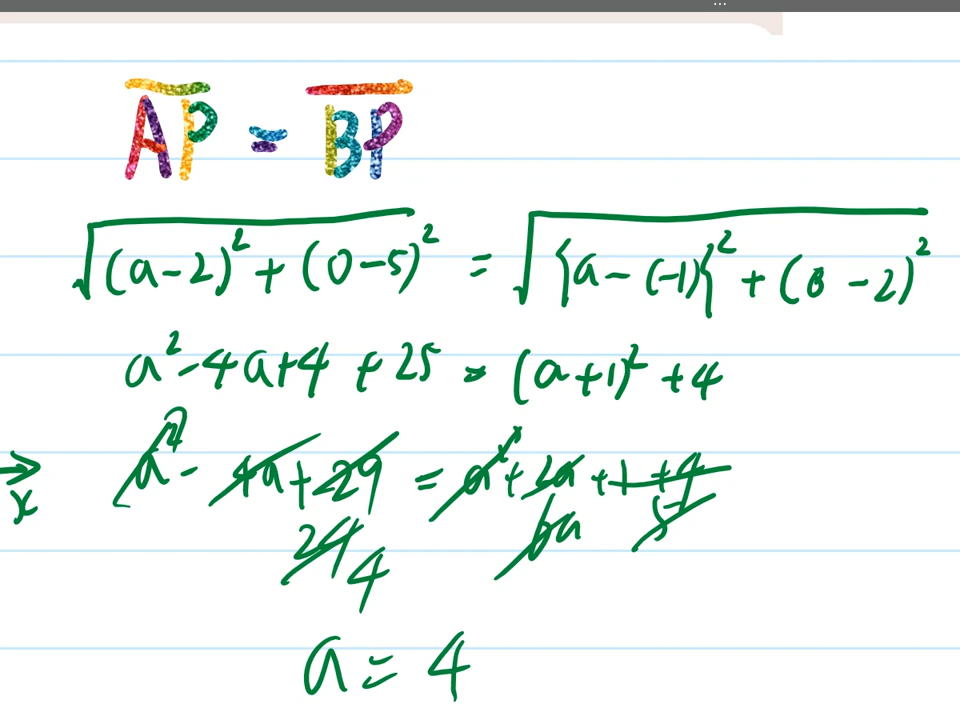 AP = BP
√(a-2)² + (0-5)² = √{a-(-1)}² + (0-2)²
a² - 4a + 4 + 25 = (a+1)² + 4
x a² - 4a + 29 = a² + 2a + 1 + 4
24 6a 5
4
a = 4